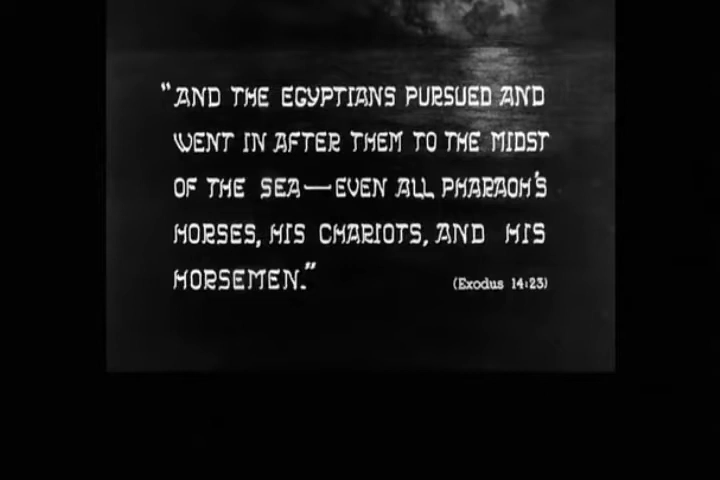 "AND THE EGYPTIANS PURSUED AND
WENT IN AFTER THEM TO THE MIDST
OF THE SEA—EVEN ALL PHARAOH'S
HORSES, HIS CHARIOTS, AND HIS
HORSEMEN."
(Exodus 14:23)